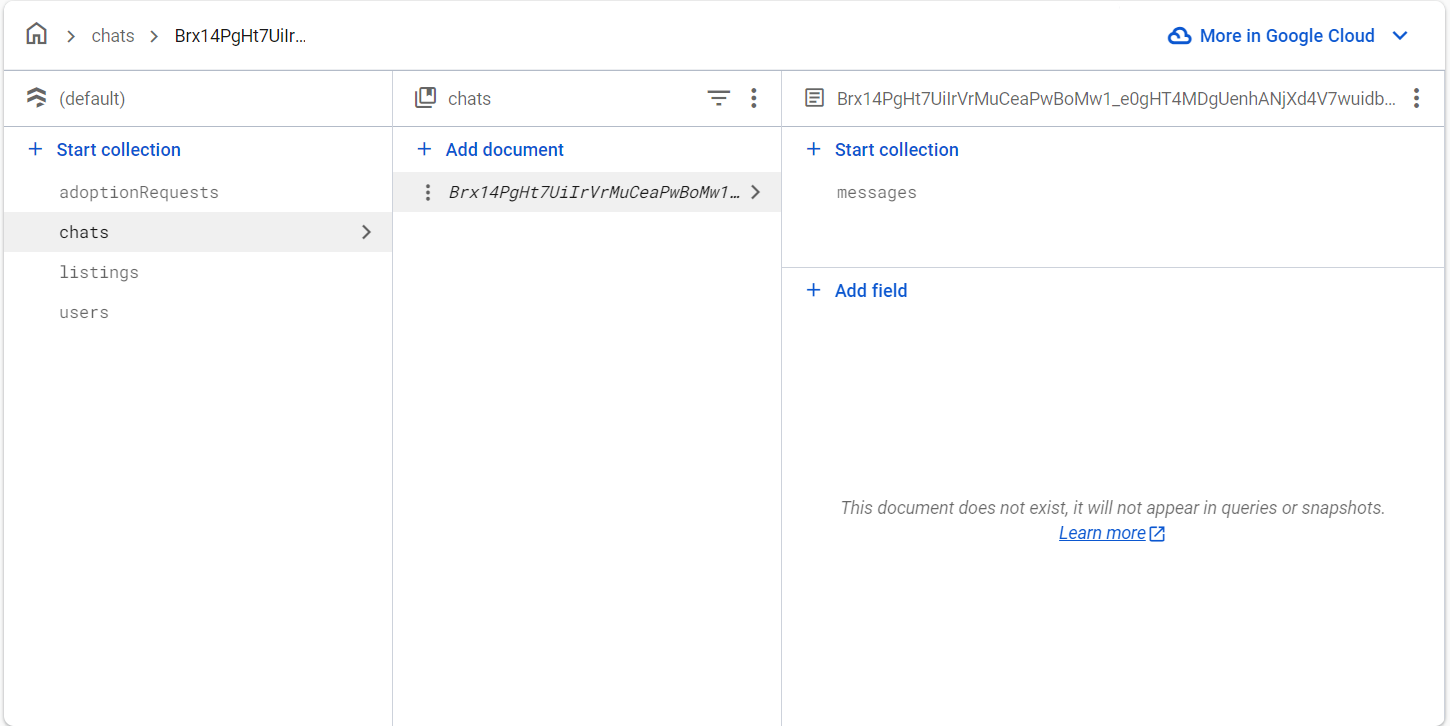 chats
Brx14PgHt7UiIr...
More in Google Cloud
(default)
Start collection
adoptionRequests
chats
listings
users
chats
Add document
Brx14PgHt7UiIrVrMuCeaPwBoMw1…
Brx14PgHt7UiIrVrMuCeaPwBoMw1_e0gHT4MDgUenhANjXd4V7wuidb...
Start collection
messages
Add field
This document does not exist, it will not appear in queries or snapshots.
Learn more